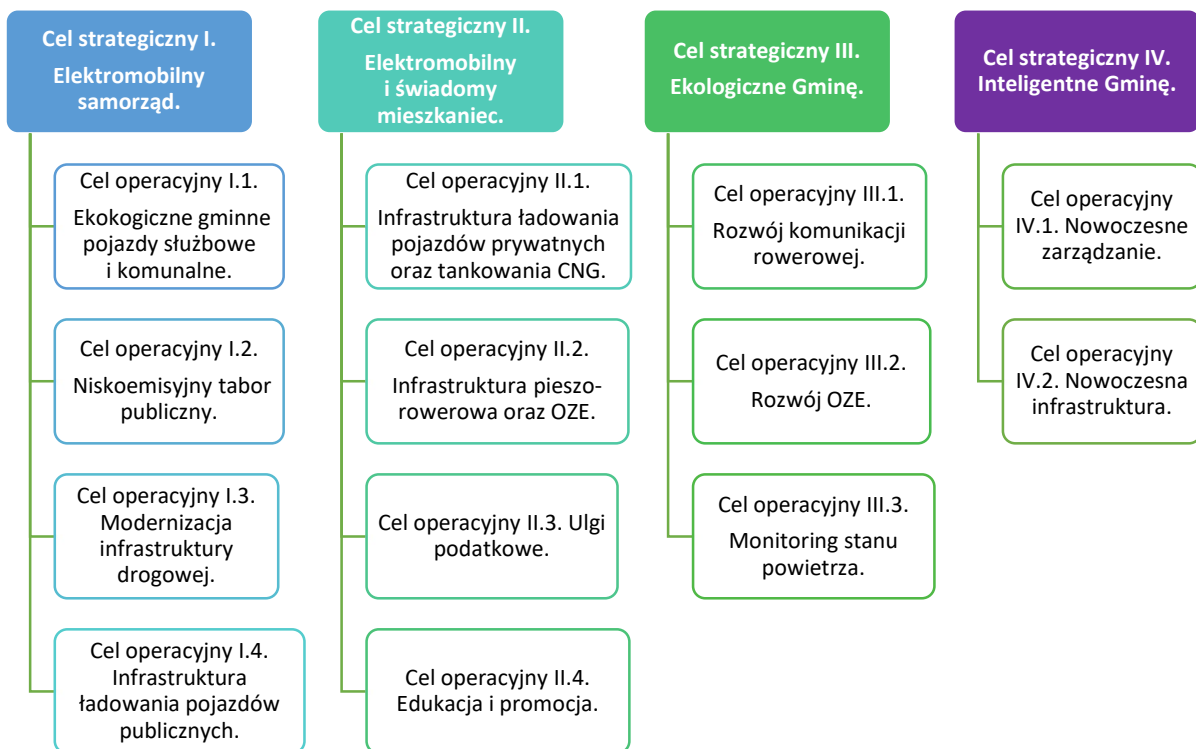 Cel strategiczny I.
Elektromobilny
samorząd.
Cel operacyjny I.1.
Ekokogiczne gminne
pojazdy służbowe
i komunalne.
Cel operacyjny I.2.
Niskoemisyjny tabor
publiczny.
Cel operacyjny I.3.
Modernizacja
infrastruktury
drogowej.
Cel operacyjny I.4.
Infrastruktura
ładowania pojazdów
publicznych.
Cel strategiczny II.
Elektromobilny
i świadomy
mieszkaniec.
Cel operacyjny II.1.
Infrastruktura ładowania
pojazdów prywatnych
oraz tankowania CNG.
Cel operacyjny II.2.
Infrastruktura pieszo-
rowerowa oraz OZE.
Cel operacyjny II.3. Ulgi
podatkowe.
Cel operacyjny II.4.
Edukacja i promocja.
Cel strategiczny III.
Ekologiczne Gminę.
Cel operacyjny III.1.
Rozwój komunikacji
rowerowej.
Cel operacyjny III.2.
Rozwój OZE.
Cel operacyjny III.3.
Monitoring stanu
powietrza.
Cel strategiczny IV.
Inteligentne Gminę.
Cel operacyjny
IV.1. Nowoczesne
zarządzanie.
Cel operacyjny
IV.2. Nowoczesna
infrastruktura.